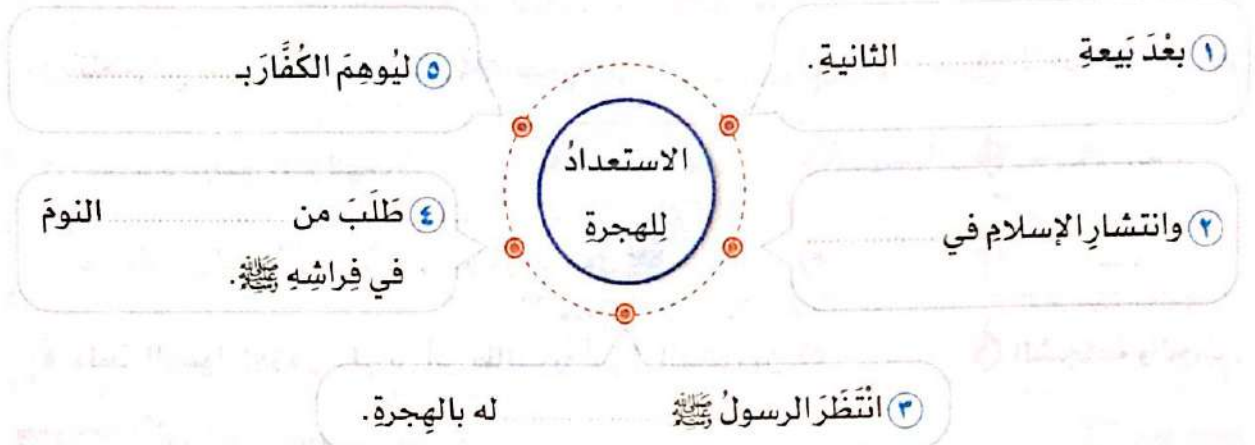 ١ بعْدَ بَيعةِ ............ الثانيةِ.
٢ وانتشارِ الإسلامِ في ............
٣ انْتَظَرَ الرسولُ ﷺ له بالهِجرةِ.
٤ طَلَبَ من ............ النومَ
في فِراشِهِ ﷺ.
٥ ليُوهِمَ الكُفَّارَ بـ ............
الاستعدادُ
لِلهجرةِ